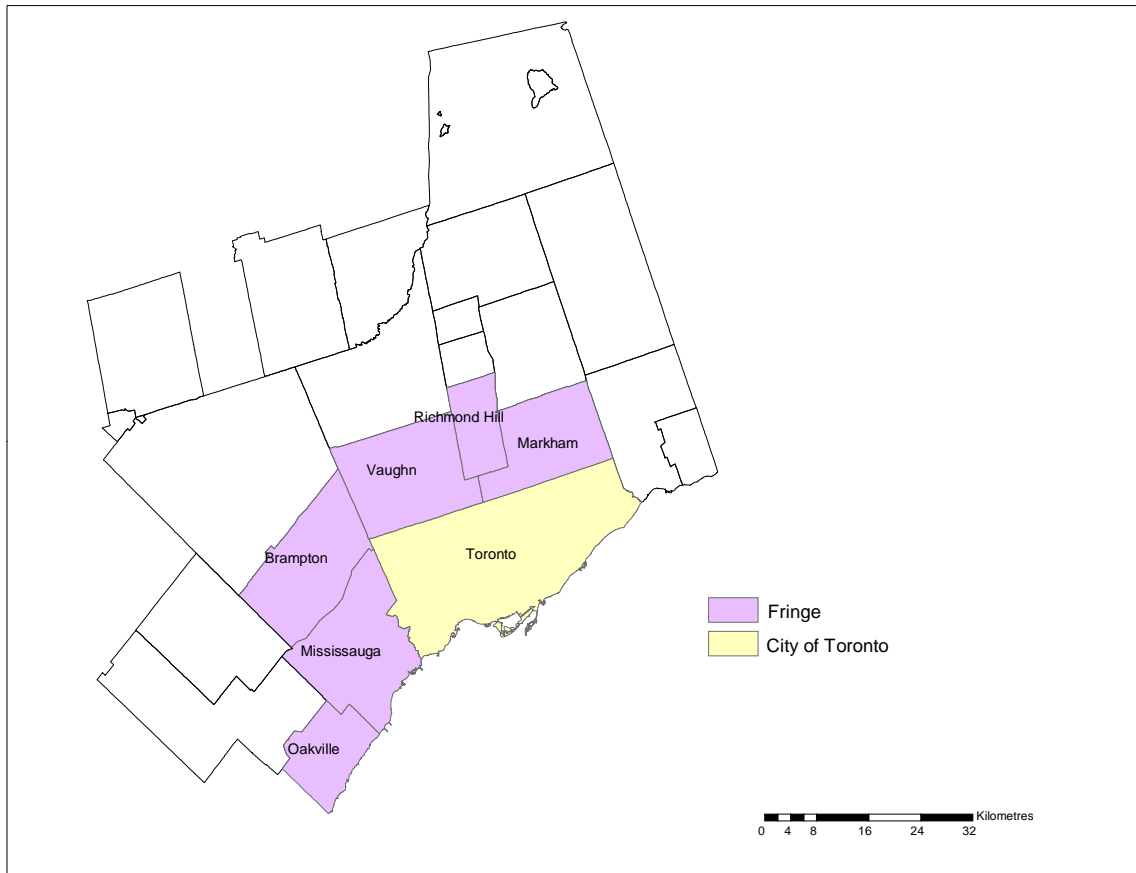 Richmond Hill
Markham
Vaughn
Toronto
Brampton
Fringe
City of Toronto
Mississauga
Oakville
Kilometres
0 4 8 16 24 32